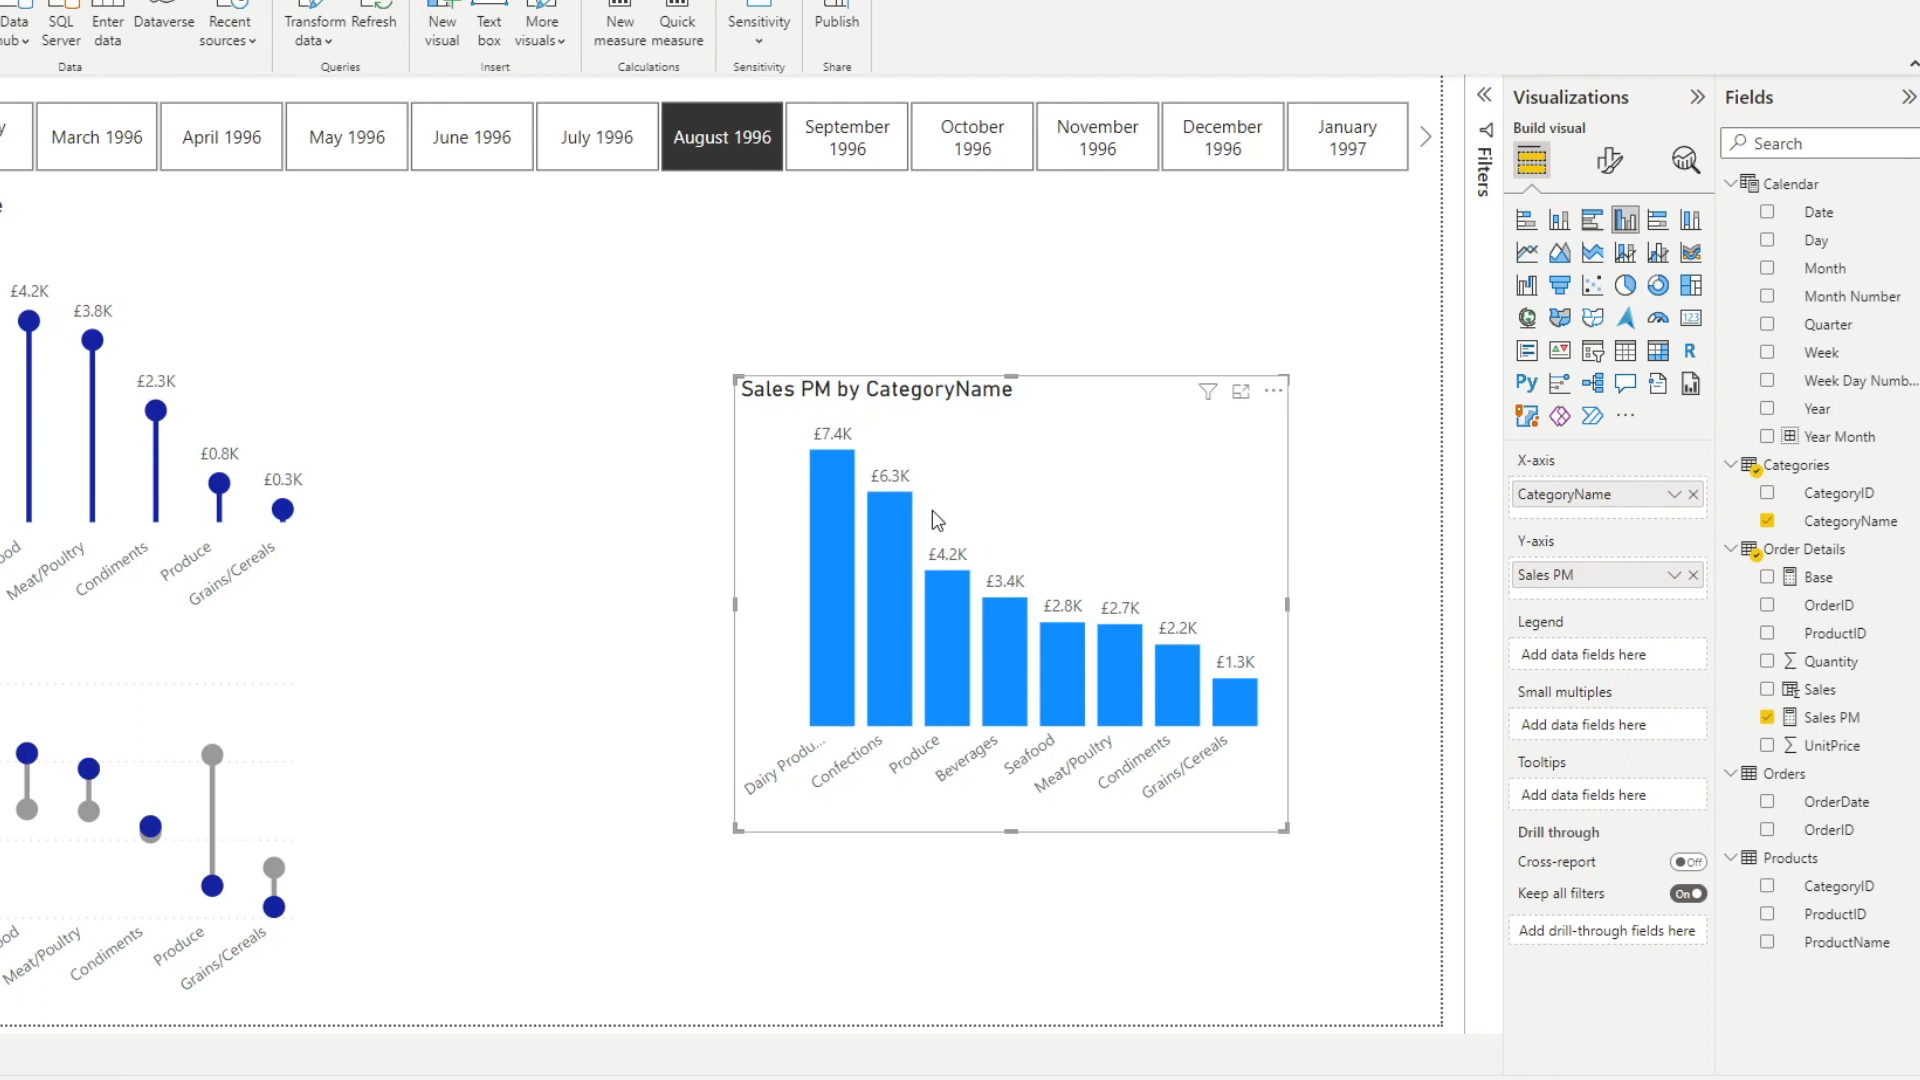 Data
SQL
Enter
Dataverse
Recent
Transform
Refresh
New
Text
More
New
Quick
Sensitivity
Publish
Server
data
sources
data
visual
box
visuals
measure
measure
Data
Queries
Insert
Calculations
Sensitivity
Share
March 1996
April 1996
May 1996
June 1996
July 1996
August 1996
September
1996
October
1996
November
1996
December
1996
January
1997
£4.2K
£3.8K
£2.3K
£0.8K
£0.3K
Meat/Poultry
Condiments
Produce
Grains/Cereals
Meat/Poultry
Condiments
Produce
Grains/Cereals
Sales PM by CategoryName
£7.4K
£6.3K
£4.2K
£3.4K
£2.8K
£2.7K
£2.2K
£1.3K
Dairy Produ...
Confections
Produce
Beverages
Seafood
Meat/Poultry
Condiments
Grains/Cereals
Filters
Visualizations
Build visual
123
R
Py
X-axis
CategoryName
Y-axis
Sales PM
Legend
Add data fields here
Small multiples
Add data fields here
Tooltips
Add data fields here
Drill through
Cross-report
Off
Keep all filters
On
Add drill-through fields here
Fields
Search
Calendar
Date
Day
Month
Month Number
Quarter
Week
Week Day Numb...
Year
Year Month
Categories
CategoryID
CategoryName
Order Details
Base
OrderID
ProductID
Quantity
Sales
Sales PM
UnitPrice
Orders
OrderDate
OrderID
Products
CategoryID
ProductID
ProductName